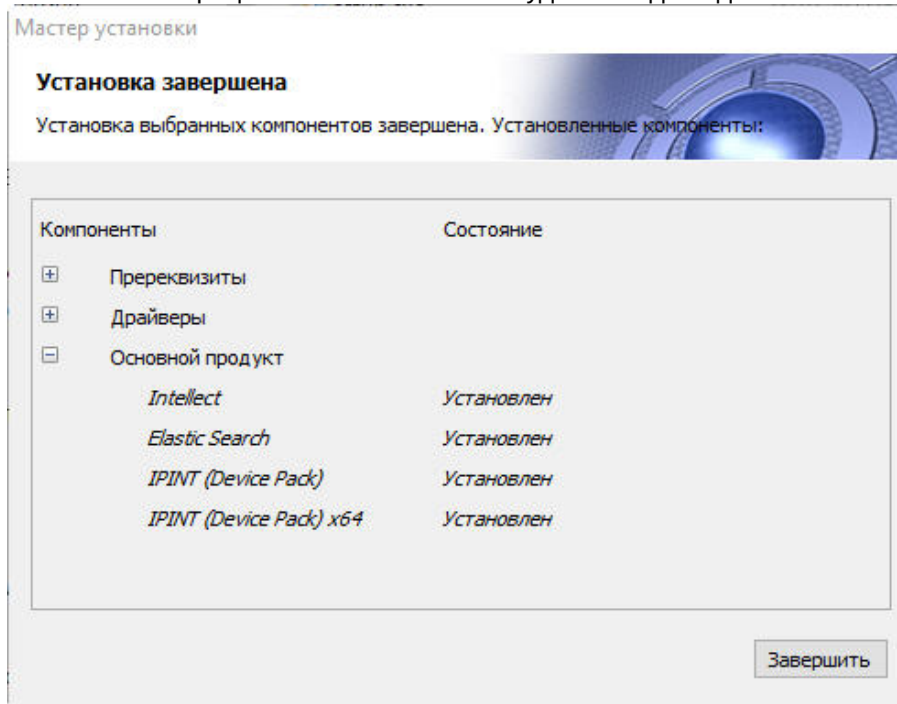 Мастер установки
Установка завершена
Установка выбранных компонентов завершена. Установленные компоненты:
Компоненты Состояние
Пререквизиты
Драйверы
Основной продукт
Intellect Установлен
Elastic Search Установлен
IPINT (Device Pack) Установлен
IPINT (Device Pack) x64 Установлен
Завершить